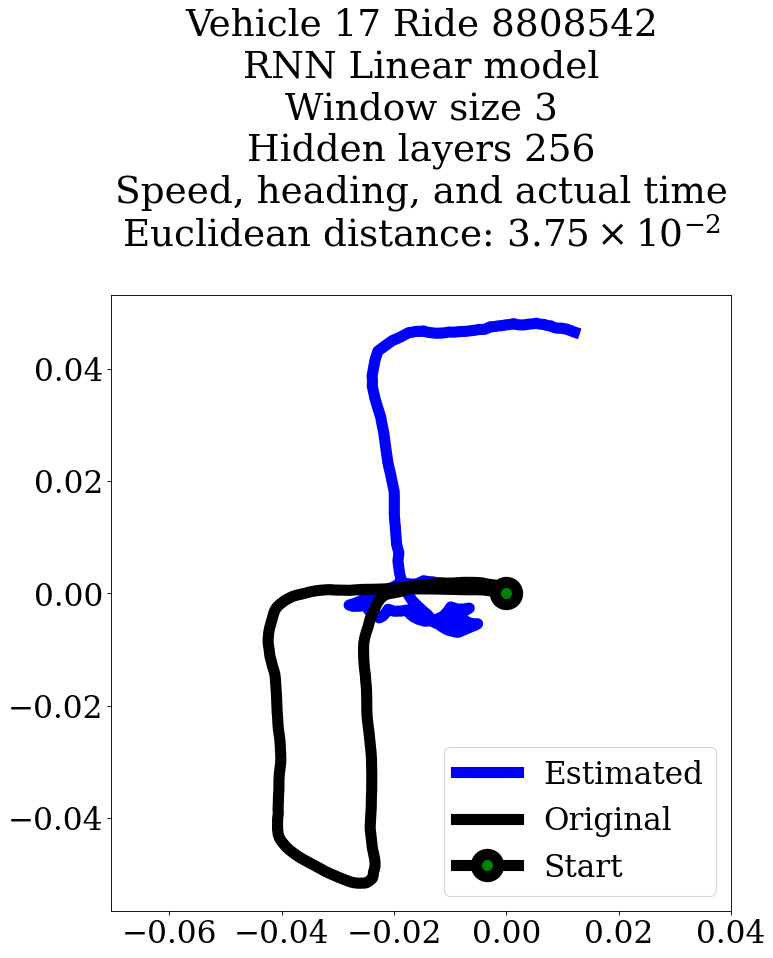 Vehicle 17 Ride 8808542
RNN Linear model
Window size 3
Hidden layers 256
Speed, heading, and actual time
Euclidean distance: 3.75 × 10⁻²
0.04
0.02
0.00
−0.02
−0.04
Estimated
Original
Start
−0.06 −0.04 −0.02 0.00 0.02 0.04